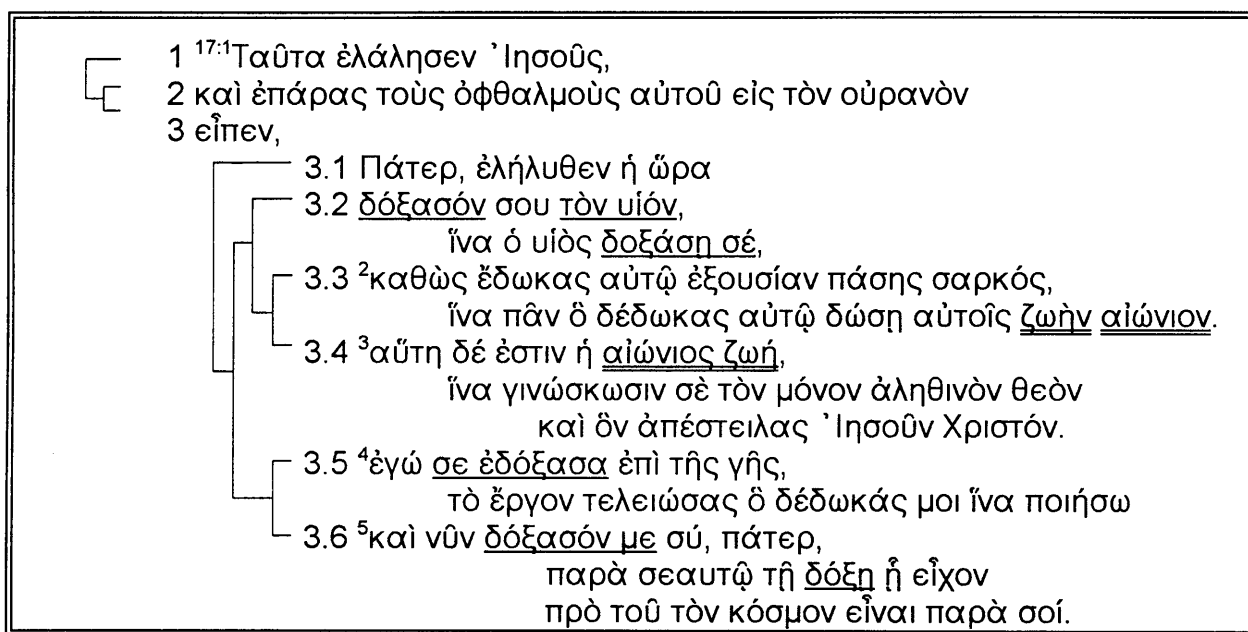 1 17:1Ταῦτα ἐλάλησεν Ἰησοῦς,
2 καὶ ἐπάρας τοὺς ὀφθαλμοὺς αὐτοῦ εἰς τὸν οὐρανὸν
3 εἶπεν,
3.1 Πάτερ, ἐλήλυθεν ἡ ὥρα
3.2 δόξασόν σου τὸν υἱόν,
ἵνα ὁ υἱὸς δοξάσῃ σέ,
3.3 2καθὼς ἔδωκας αὐτῷ ἐξουσίαν πάσης σαρκός,
ἵνα πᾶν ὃ δέδωκας αὐτῷ δώσῃ αὐτοῖς ζωὴν αἰώνιον.
3.4 3αὕτη δέ ἐστιν ἡ αἰώνιος ζωή,
ἵνα γινώσκωσιν σὲ τὸν μόνον ἀληθινὸν θεὸν
καὶ ὃν ἀπέστειλας Ἰησοῦν Χριστόν.
3.5 4ἐγώ σε ἐδόξασα ἐπὶ τῆς γῆς,
τὸ ἔργον τελειώσας ὃ δέδωκάς μοι ἵνα ποιήσω
3.6 5καὶ νῦν δόξασόν με σύ, πάτερ,
παρὰ σεαυτῷ τῇ δόξῃ ᾗ εἶχον
πρὸ τοῦ τὸν κόσμον εἶναι παρὰ σοί.